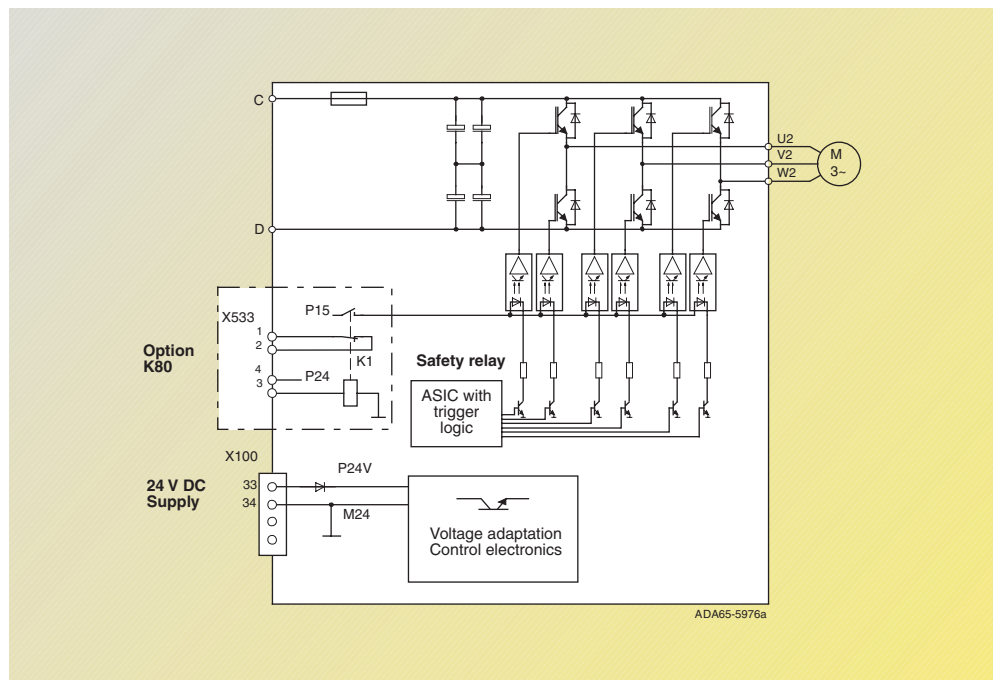 C
U2
V2
M
3~
W2
D
P15
X533
1
2
K1
Option
K80
4
P24
3
Safety relay
ASIC with
trigger
logic
X100
P24V
24 V DC
Supply
33
34
M24
Voltage adaptation
Control electronics
ADA65-5976a